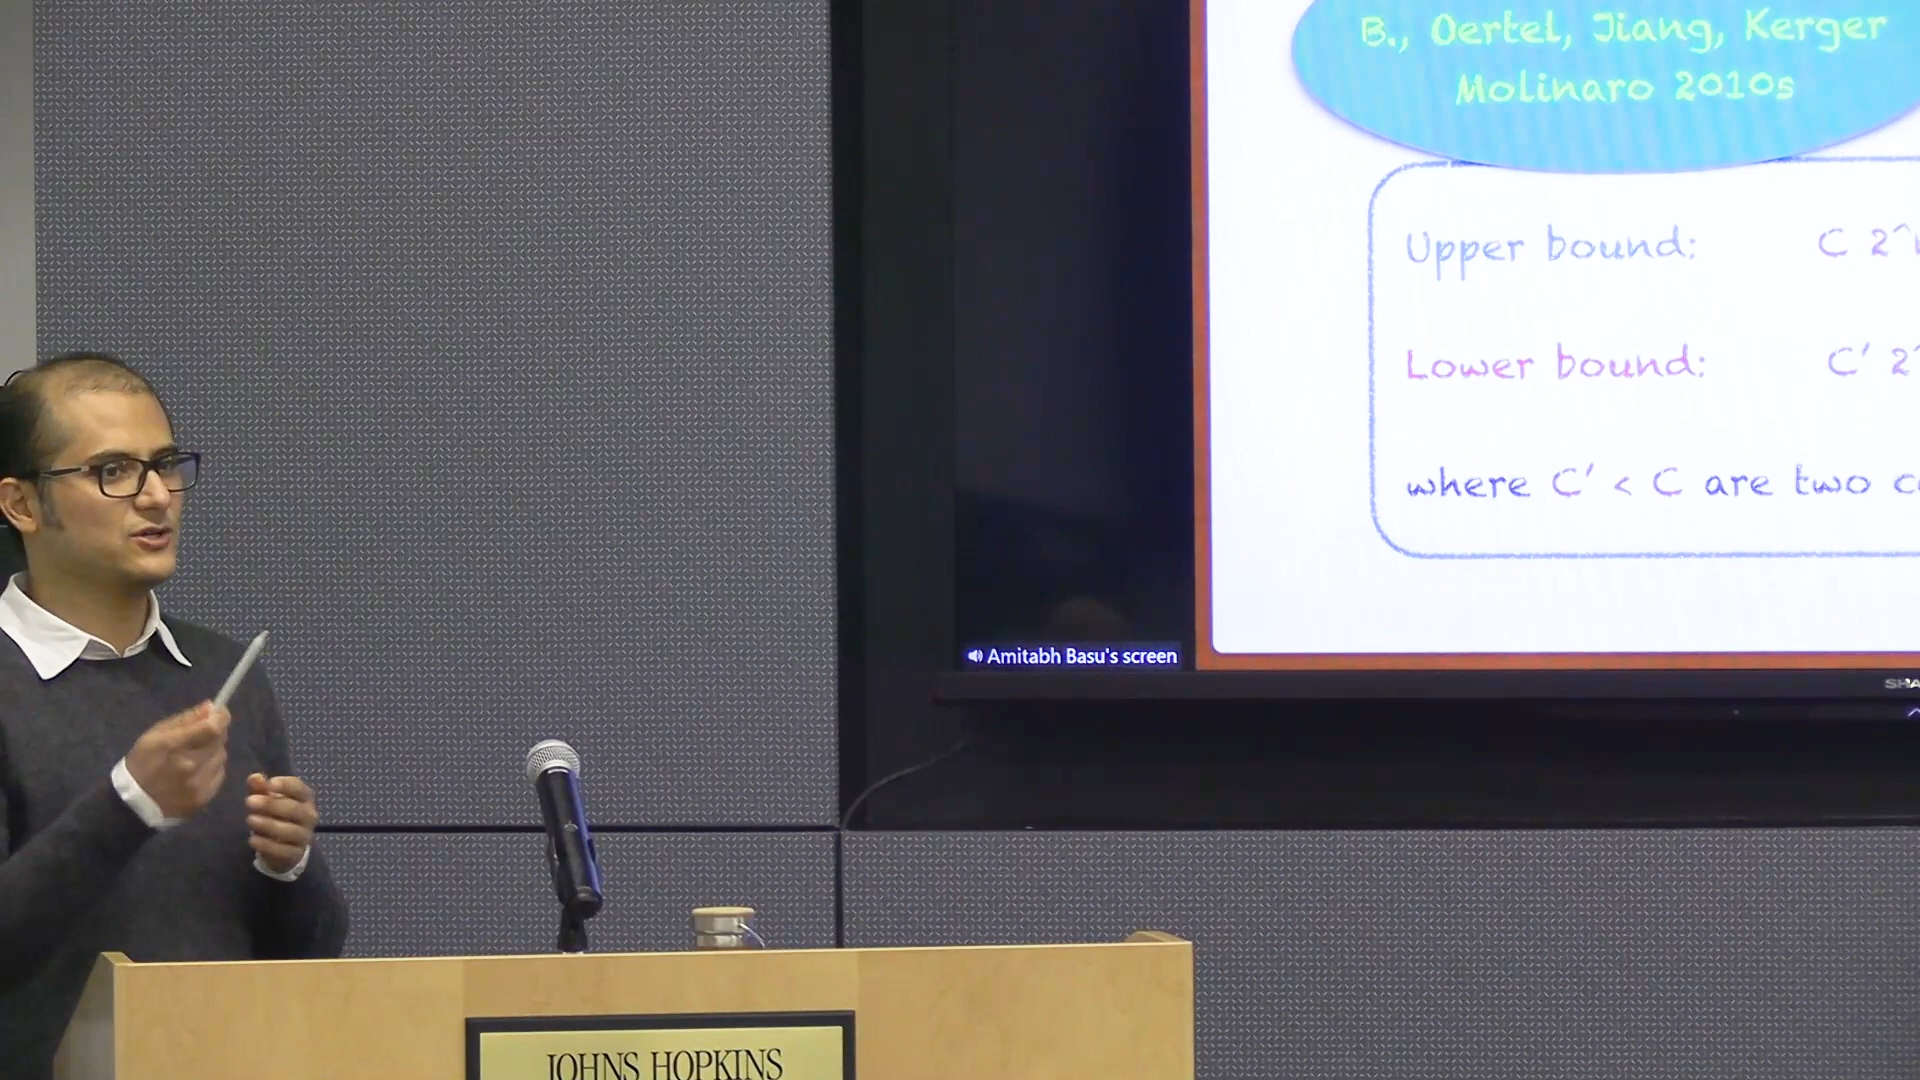 B., Oertel, Jiang, Kerger
Molinaro 2010s
Upper bound: C 2^
Lower bound: C' 2^
where C' < C are two
Amitabh Basu's screen
SHA
JOHNS HOPKINS